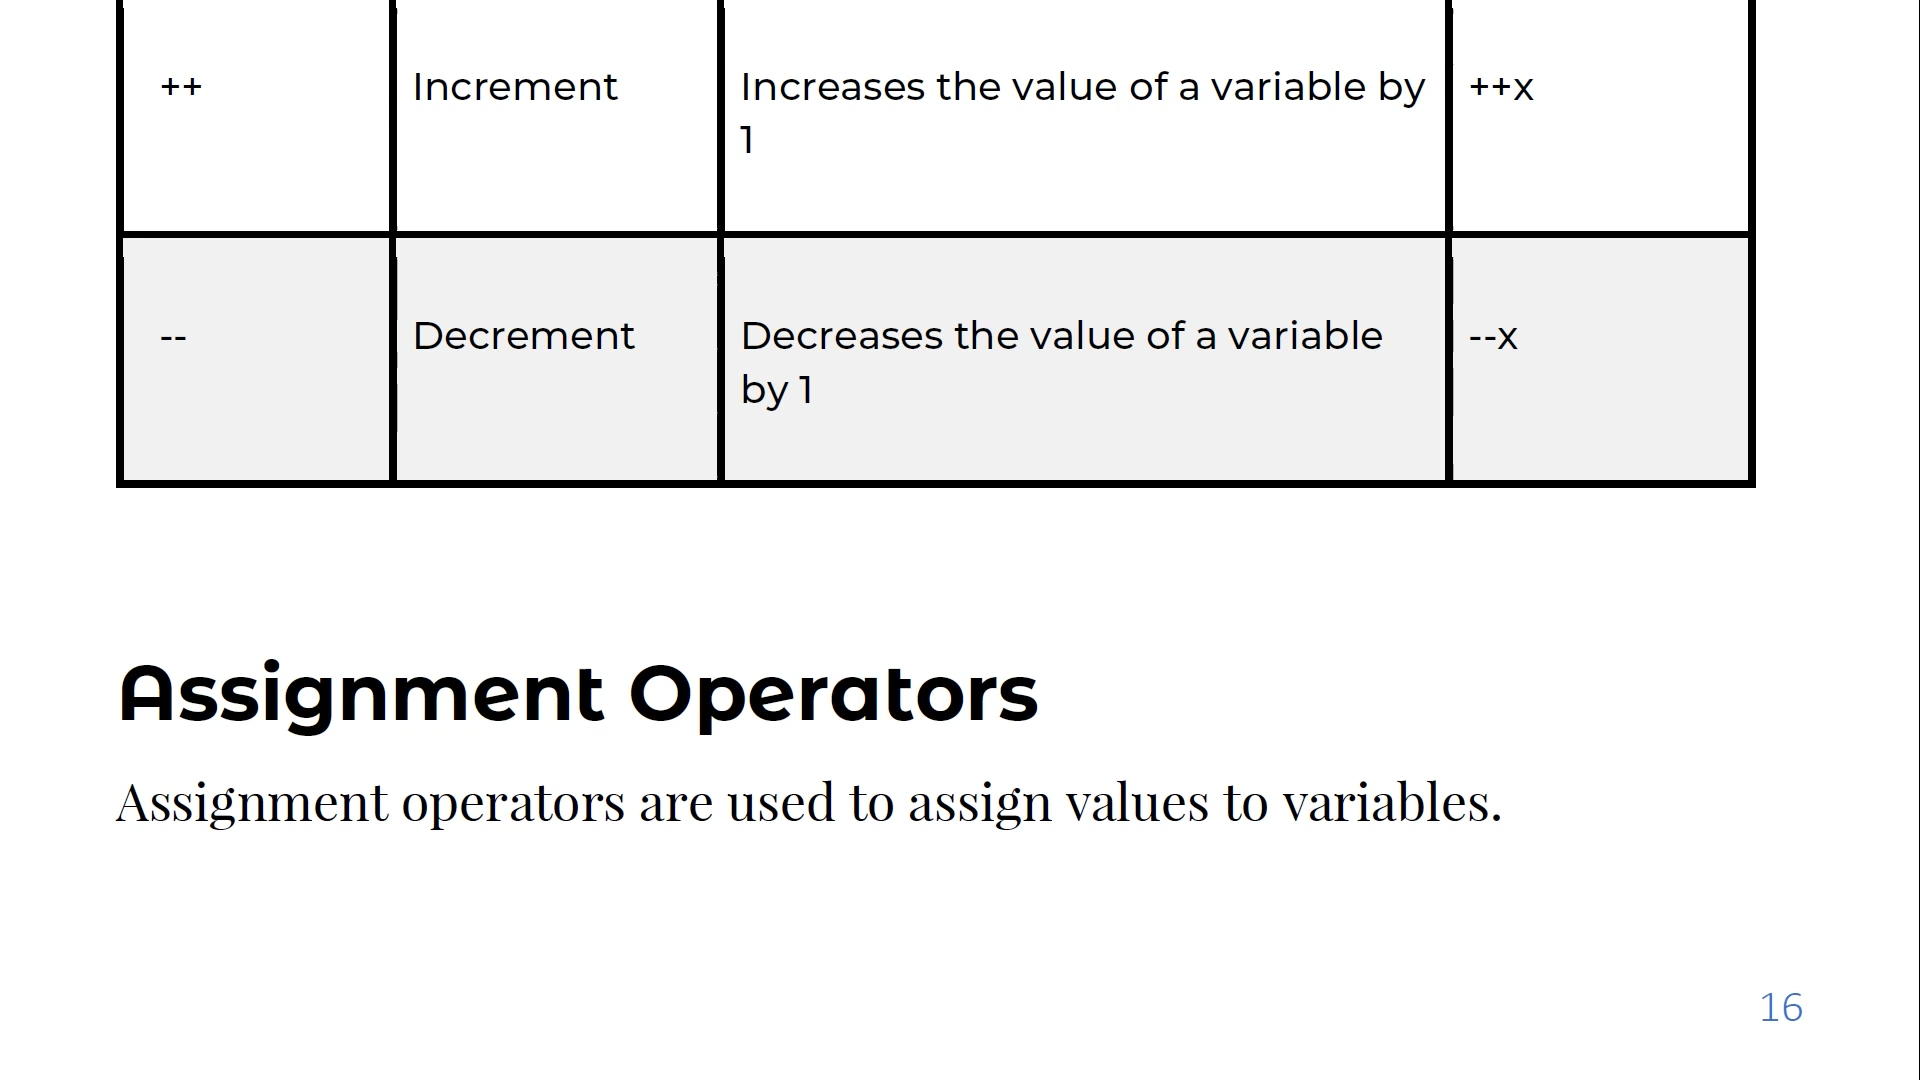 ++ Increment Increases the value of a variable by ++x
1
-- Decrement Decreases the value of a variable --x
by 1
Assignment Operators
Assignment operators are used to assign values to variables.
16